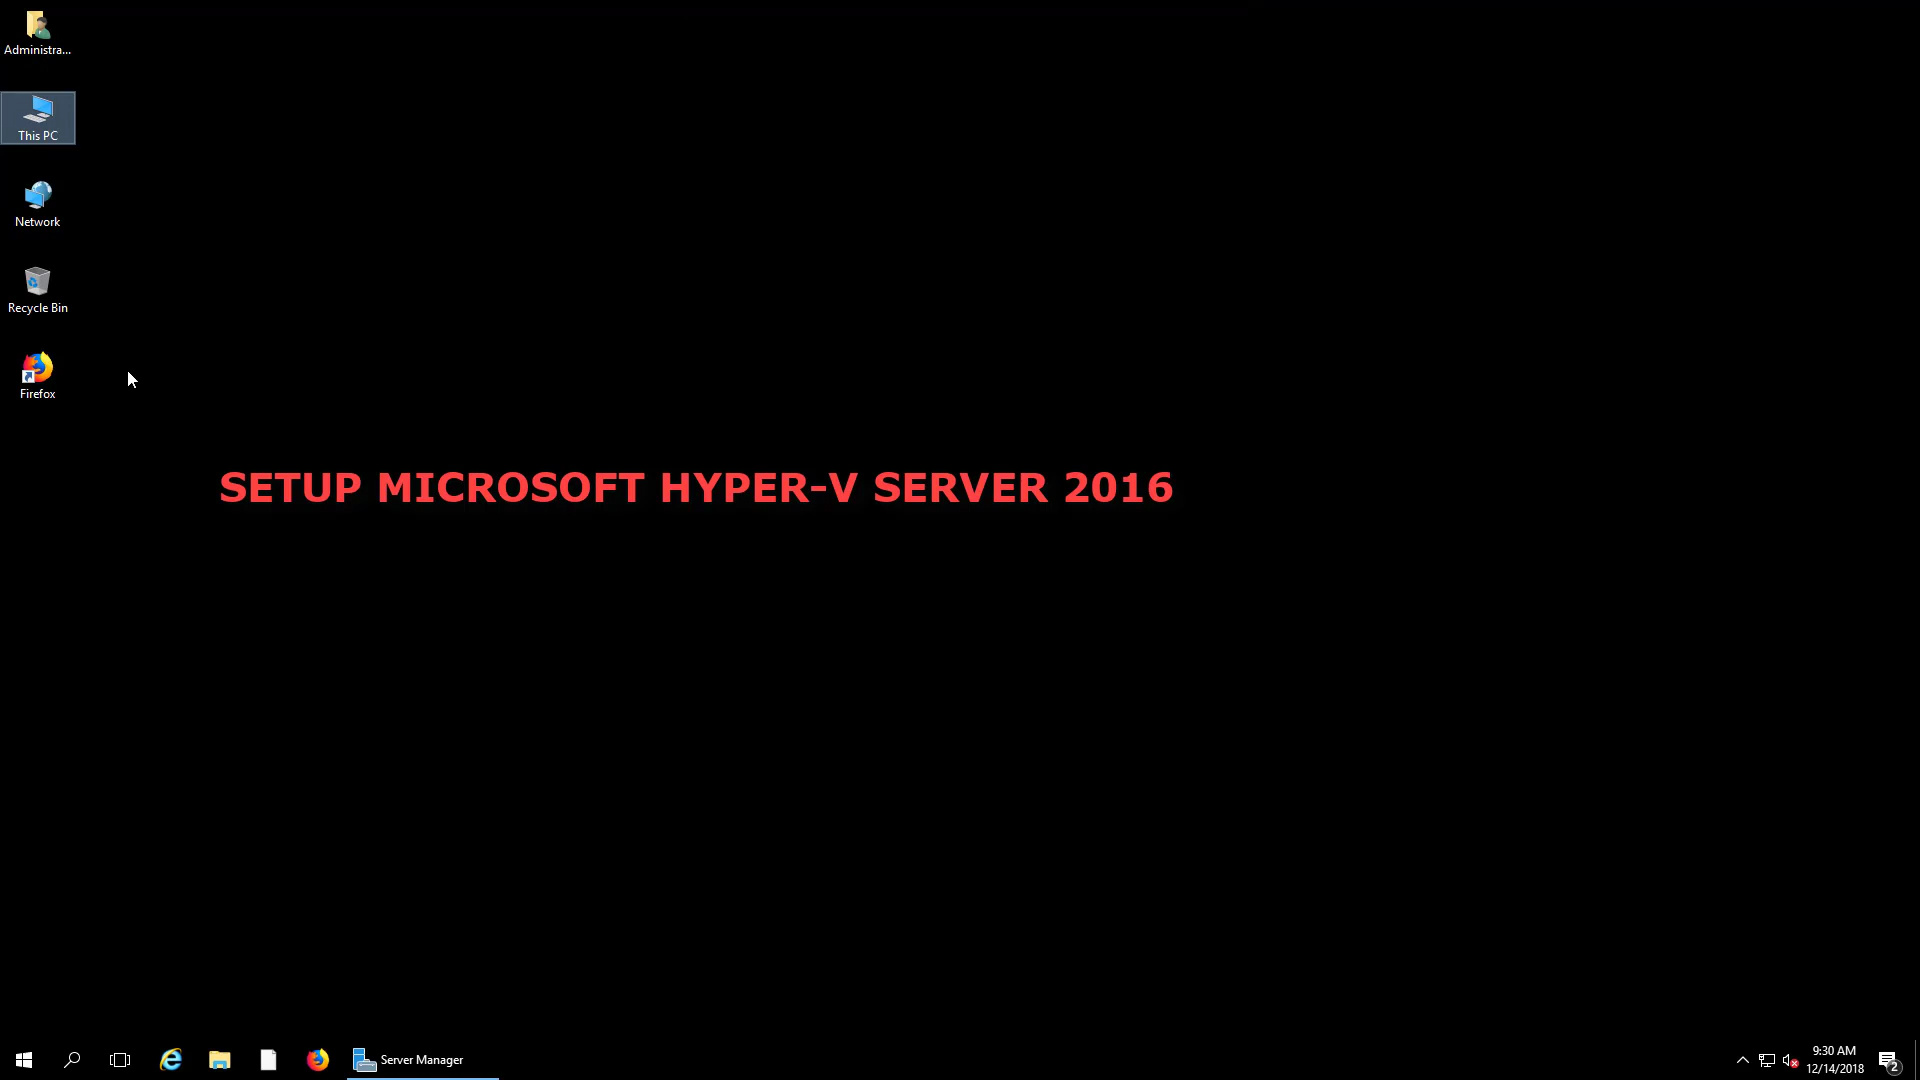 Administra...
This PC
Network
Recycle Bin
Firefox
SETUP MICROSOFT HYPER-V SERVER 2016
Server Manager
9:30 AM
12/14/2018
2